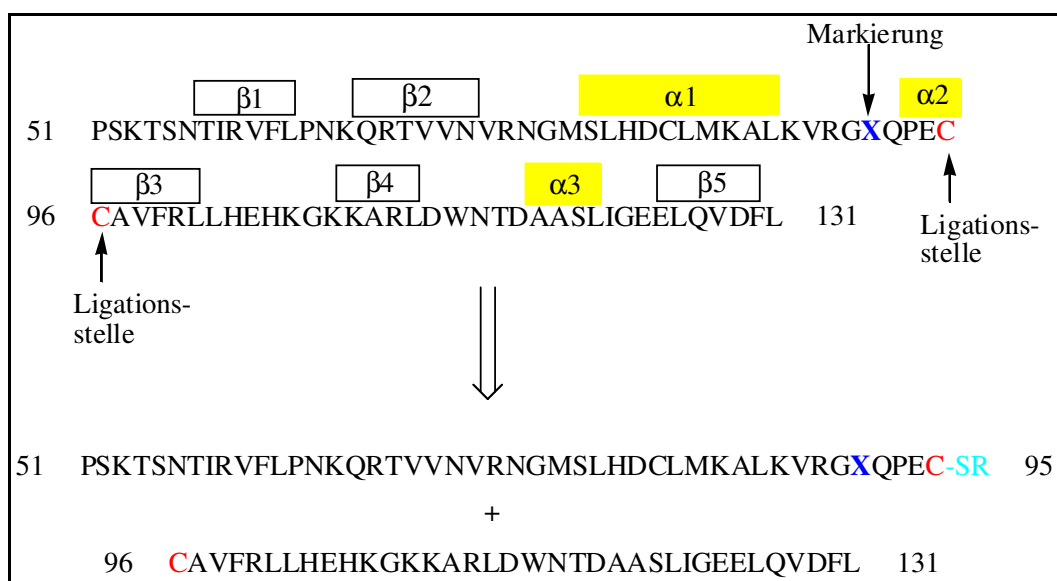 Markierung
β1 β2 α1 α2
51 PSKTSNTIRVFLPNKQRTVVNVRNGMSLHDCLMKALKVRGXQPEC
β3 β4 α3 β5
96 CAVFRLLHEHKGKKARLDWNTDAASLIGEELQVDFL 131
Ligations-
stelle
Ligations-
stelle
51 PSKTSNTIRVFLPNKQRTVVNVRNGMSLHDCLMKALKVRGXQPEC-SR 95
+
96 CAVFRLLHEHKGKKARLDWNTDAASLIGEELQVDFL 131